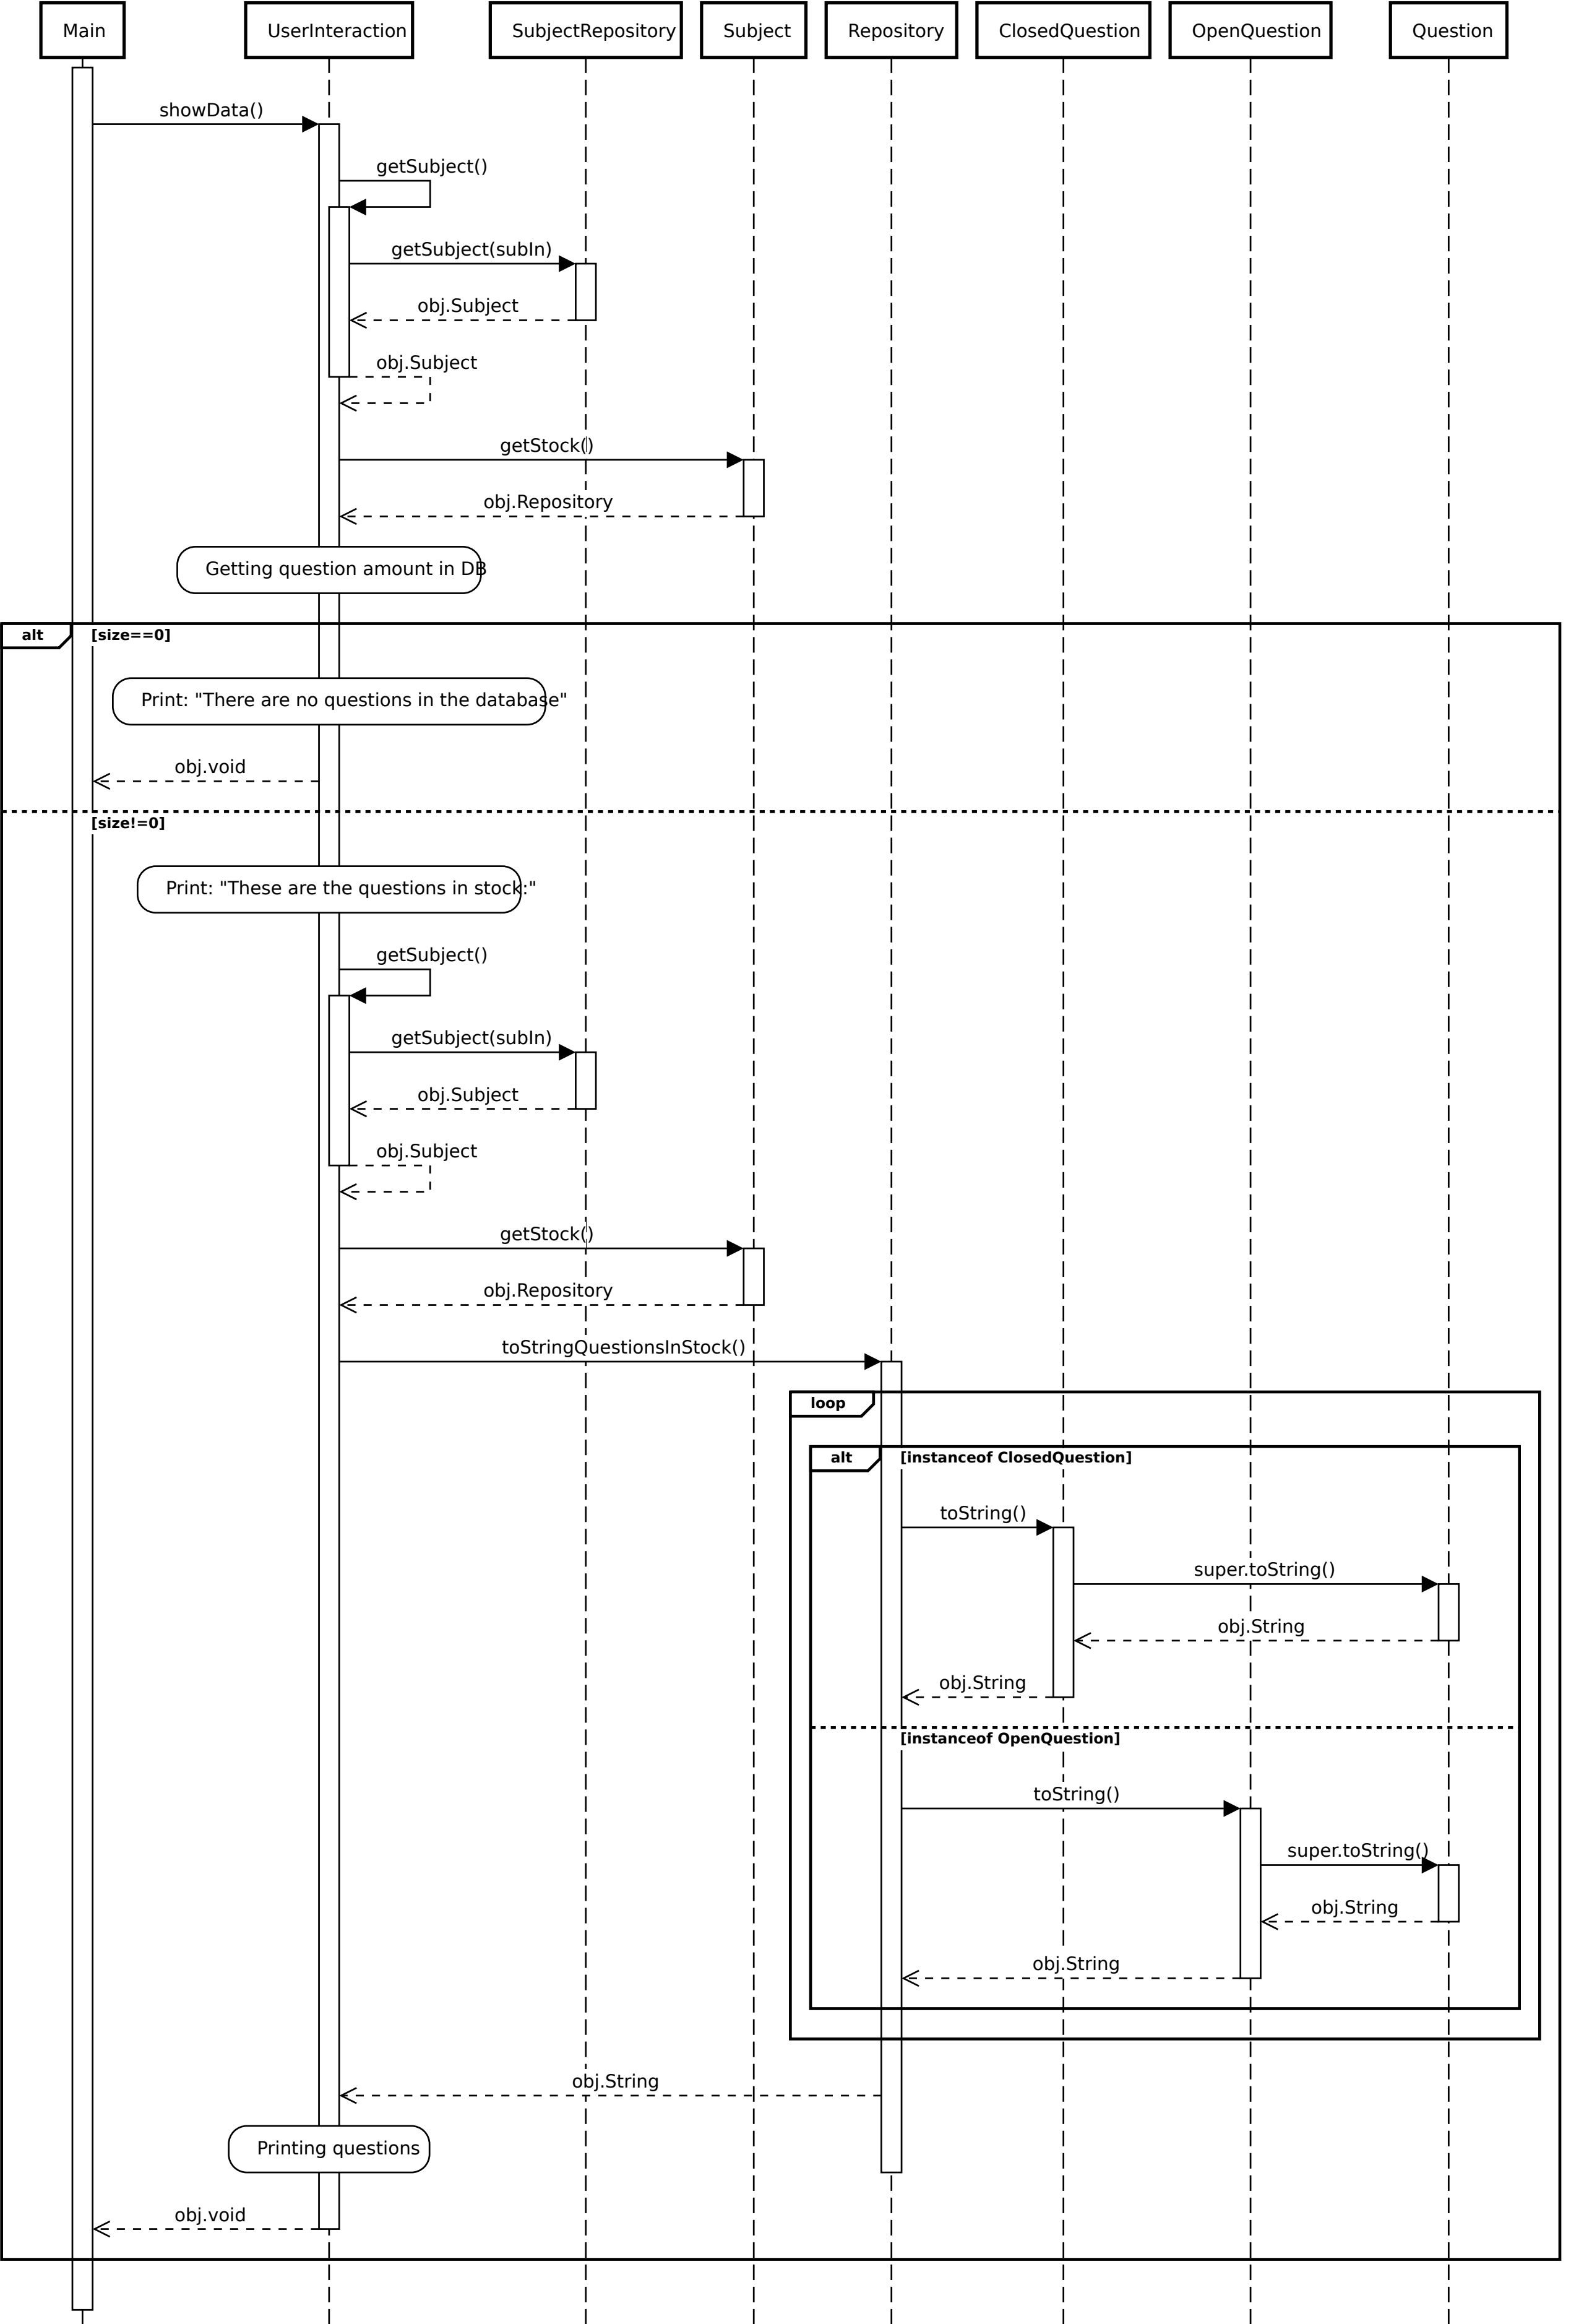 Main
UserInteraction
SubjectRepository
Subject
Repository
ClosedQuestion
OpenQuestion
Question
showData()
getSubject()
getSubject(subIn)
obj.Subject
obj.Subject
getStock()
obj.Repository
Getting question amount in DB
alt
[size==0]
Print: "There are no questions in the database"
obj.void
[size!=0]
Print: "These are the questions in stock:"
getSubject()
getSubject(subIn)
obj.Subject
obj.Subject
getStock()
obj.Repository
toStringQuestionsInStock()
loop
alt
[instanceof ClosedQuestion]
toString()
super.toString()
obj.String
obj.String
[instanceof OpenQuestion]
toString()
super.toString()
obj.String
obj.String
obj.String
Printing questions
obj.void